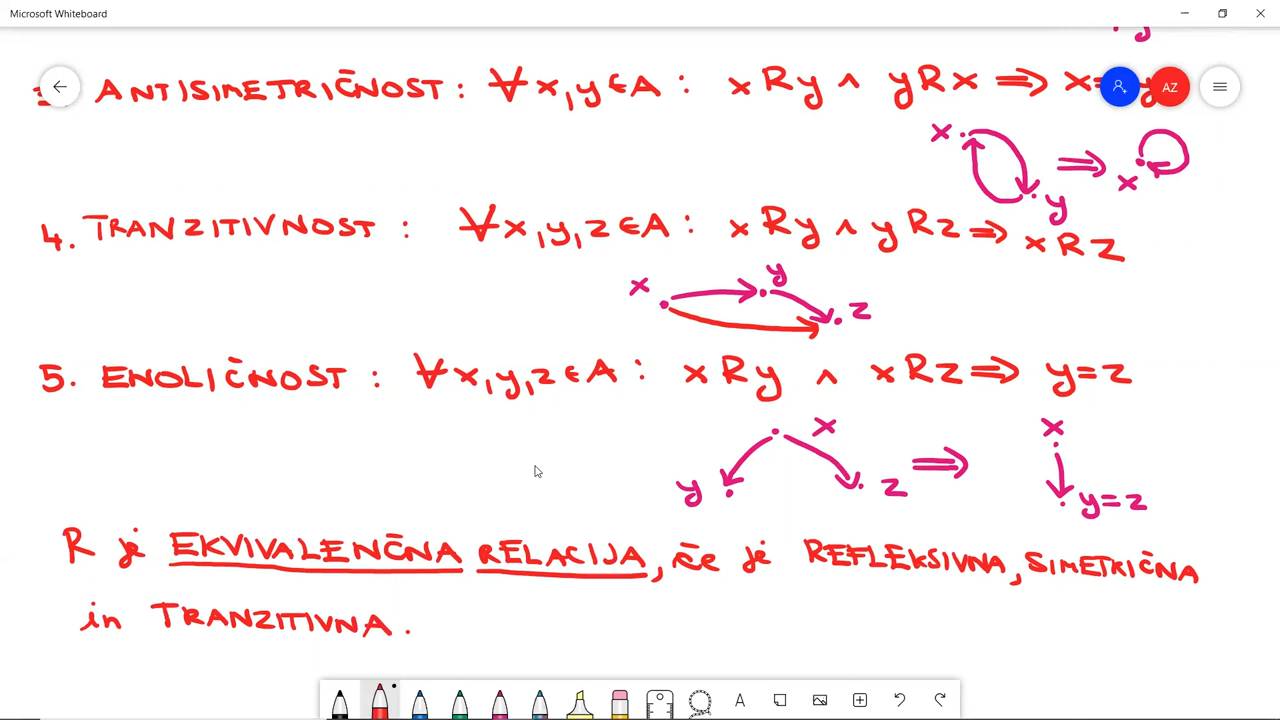 Microsoft Whiteboard
y
ANTISIMETRIČNOST: ∀x,y∈A: xRy ∧ yRx ⇒ x=y
AZ
x y ⇒ x
4. TRANZITIVNOST: ∀x,y,z∈A: xRy ∧ yRz ⇒ xRz
x y z
5. ENOLIČNOST: ∀x,y,z∈A: xRy ∧ xRz ⇒ y=z
x x
y z ⇒ y=z
R je EKVIVALENČNA RELACIJA, če je REFLEKSIVNA, SIMETRIČNA
in TRANZITIVNA.
A